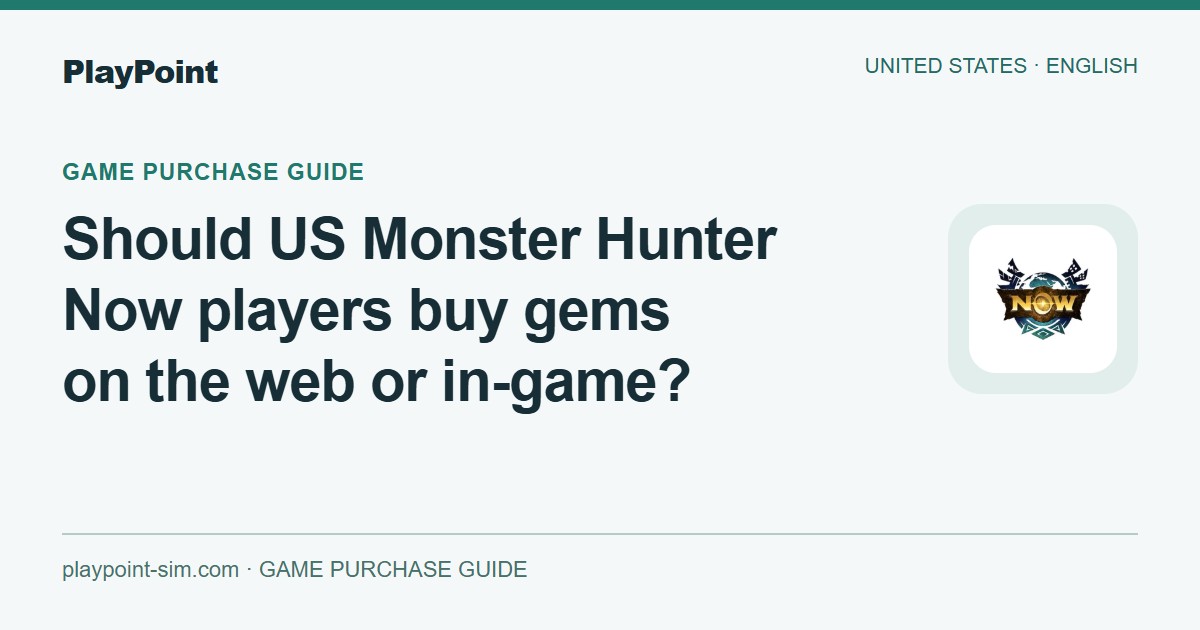 PlayPoint
UNITED STATES · ENGLISH
GAME PURCHASE GUIDE
Should US Monster Hunter
Now players buy gems
on the web or in-game?
NOW
playpoint-sim.com · GAME PURCHASE GUIDE